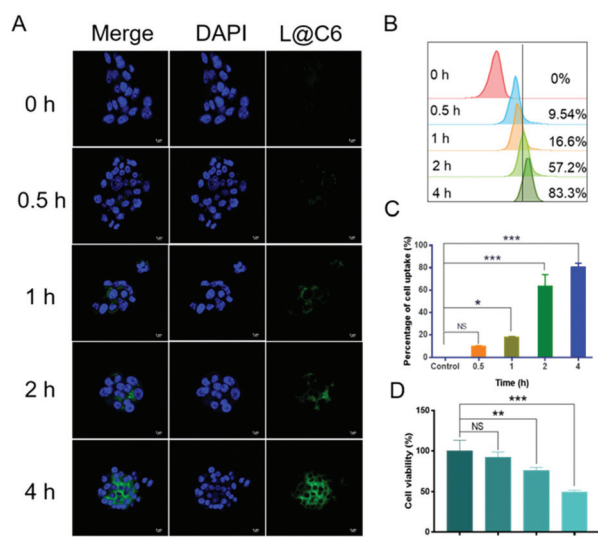 A
Merge DAPI L@C6
0 h
0.5 h
1 h
2 h
4 h
B
0 h 0%
0.5 h 9.54%
1 h 16.6%
2 h 57.2%
4 h 83.3%
C
Percentage of cell uptake (%)
100
80
60
40
20
0
NS
*
***
***
Control 0.5 1 2 4
Time (h)
D
Cell viability (%)
150
100
50
0
NS
**
***